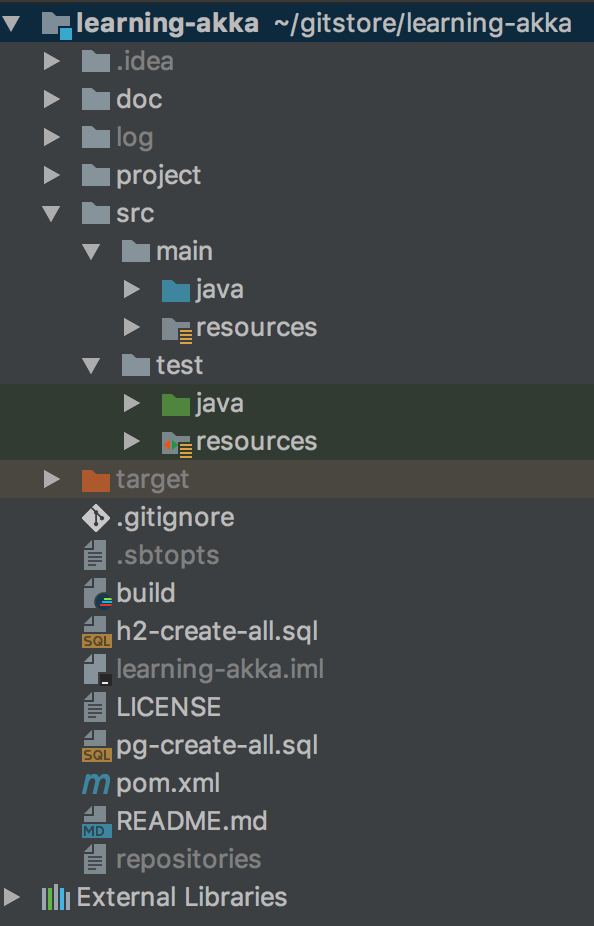 learning-akka ~/gitstore/learning-akka
.idea
doc
log
project
src
main
java
resources
test
java
resources
target
.gitignore
.sbtopts
build
SQL h2-create-all.sql
learning-akka.iml
LICENSE
SQL pg-create-all.sql
m pom.xml
MD README.md
repositories
External Libraries